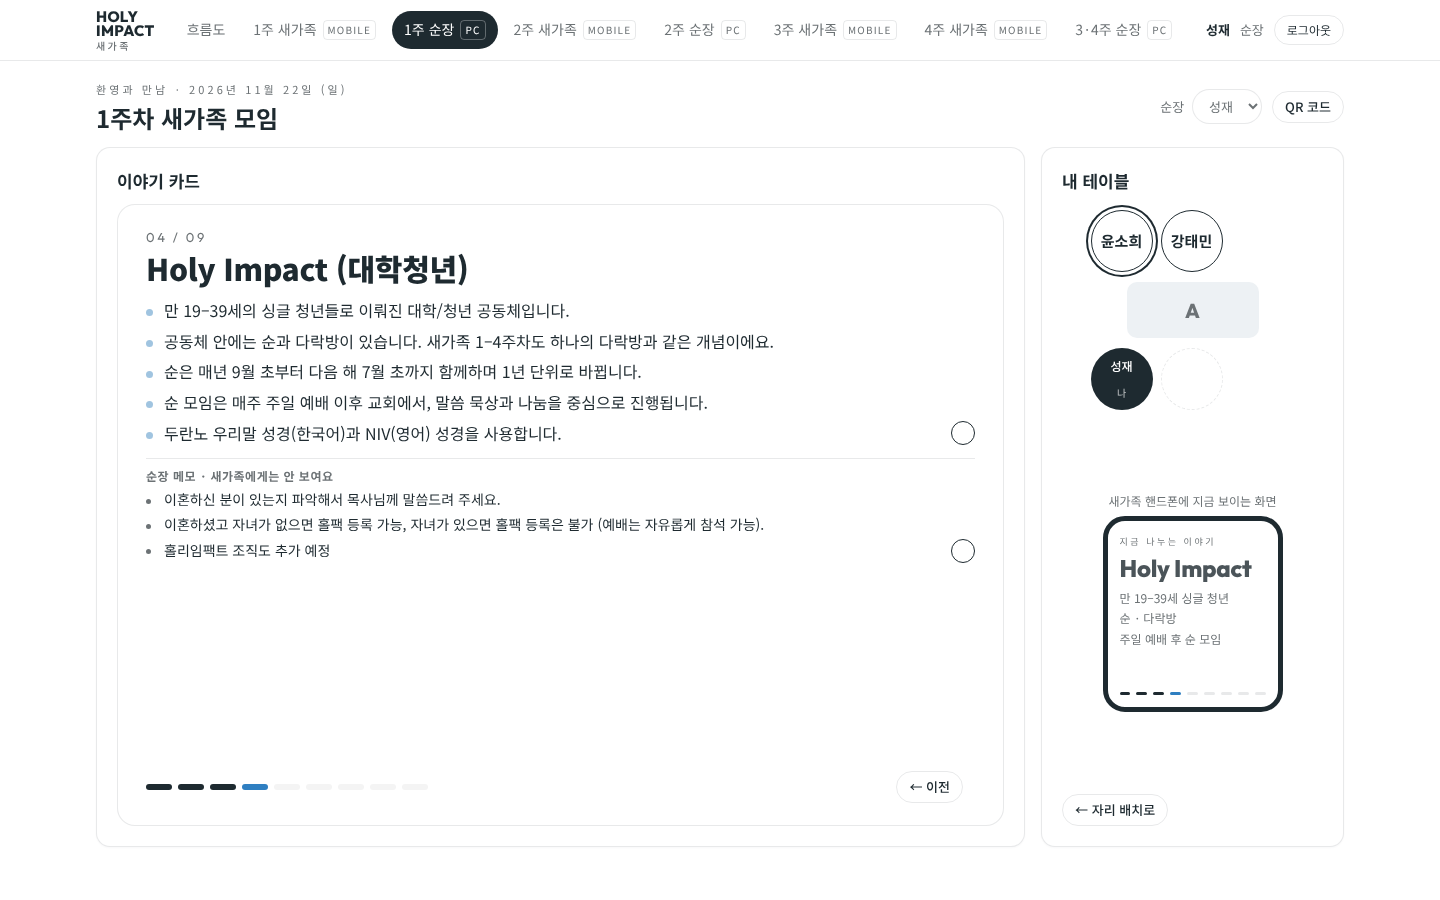 HOLY
IMPACT
새가족
흐름도
1주 새가족 MOBILE
1주 순장 PC
2주 새가족 MOBILE
2주 순장 PC
3주 새가족 MOBILE
4주 새가족 MOBILE
3·4주 순장 PC
성재 순장
로그아웃
환영과 만남 · 2026년 11월 22일 (일)
1주차 새가족 모임
순장
성재
QR 코드
이야기 카드
04 / 09
Holy Impact (대학청년)
만 19–39세의 싱글 청년들로 이뤄진 대학/청년 공동체입니다.
공동체 안에는 순과 다락방이 있습니다. 새가족 1–4주차도 하나의 다락방과 같은 개념이에요.
순은 매년 9월 초부터 다음 해 7월 초까지 함께하며 1년 단위로 바뀝니다.
순 모임은 매주 주일 예배 이후 교회에서, 말씀 묵상과 나눔을 중심으로 진행됩니다.
두란노 우리말 성경(한국어)과 NIV(영어) 성경을 사용합니다.
순장 메모 · 새가족에게는 안 보여요
이혼하신 분이 있는지 파악해서 목사님께 말씀드려 주세요.
이혼하셨고 자녀가 없으면 홀팩 등록 가능, 자녀가 있으면 홀팩 등록은 불가 (예배는 자유롭게 참석 가능).
홀리임팩트 조직도 추가 예정
← 이전
내 테이블
윤소희
강태민
A
성재
나
새가족 핸드폰에 지금 보이는 화면
지금 나누는 이야기
Holy Impact
만 19–39세 싱글 청년
순 · 다락방
주일 예배 후 순 모임
← 자리 배치로